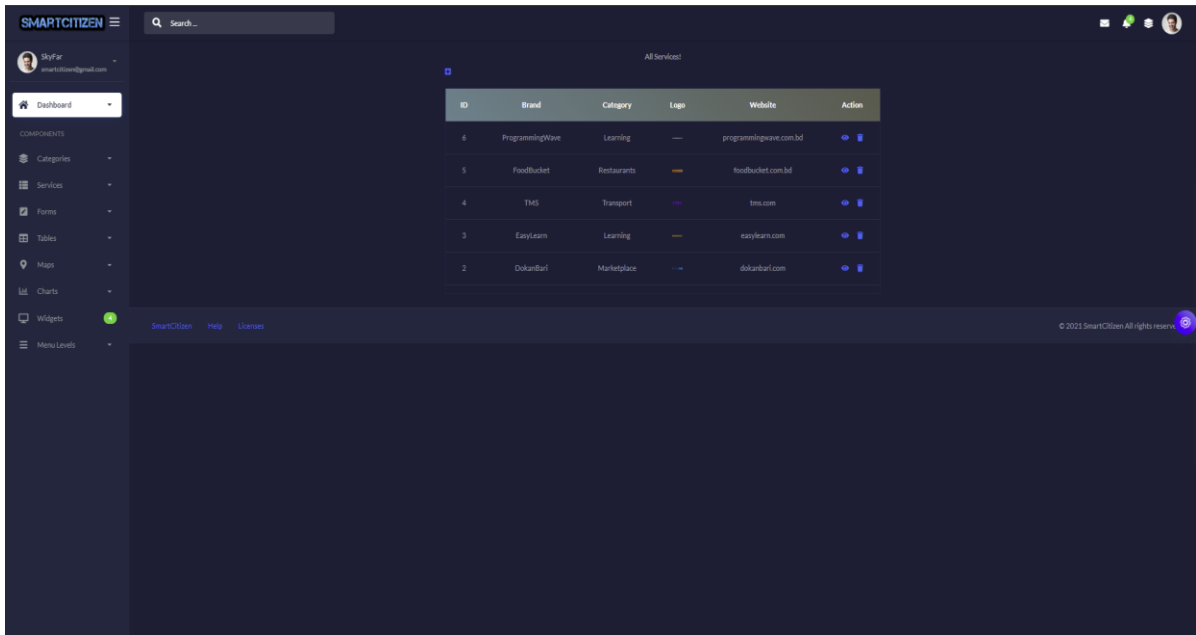 SMARTCITIZEN
Search...
SkyFar
smartcitizen@gmail.com
Dashboard
COMPONENTS
Categories
Services
Forms
Tables
Maps
Charts
Widgets 4
Menu Levels
All Services!
ID Brand Category Logo Website Action
6 ProgrammingWave Learning programmingwave.com.bd
5 FoodBucket Restaurants foodbucket.com.bd
4 TMS Transport tms.com
3 EasyLearn Learning easylearn.com
2 DokanBari Marketplace dokanbari.com
SmartCitizen Help Licenses
© 2021 SmartCitizen All rights reserve